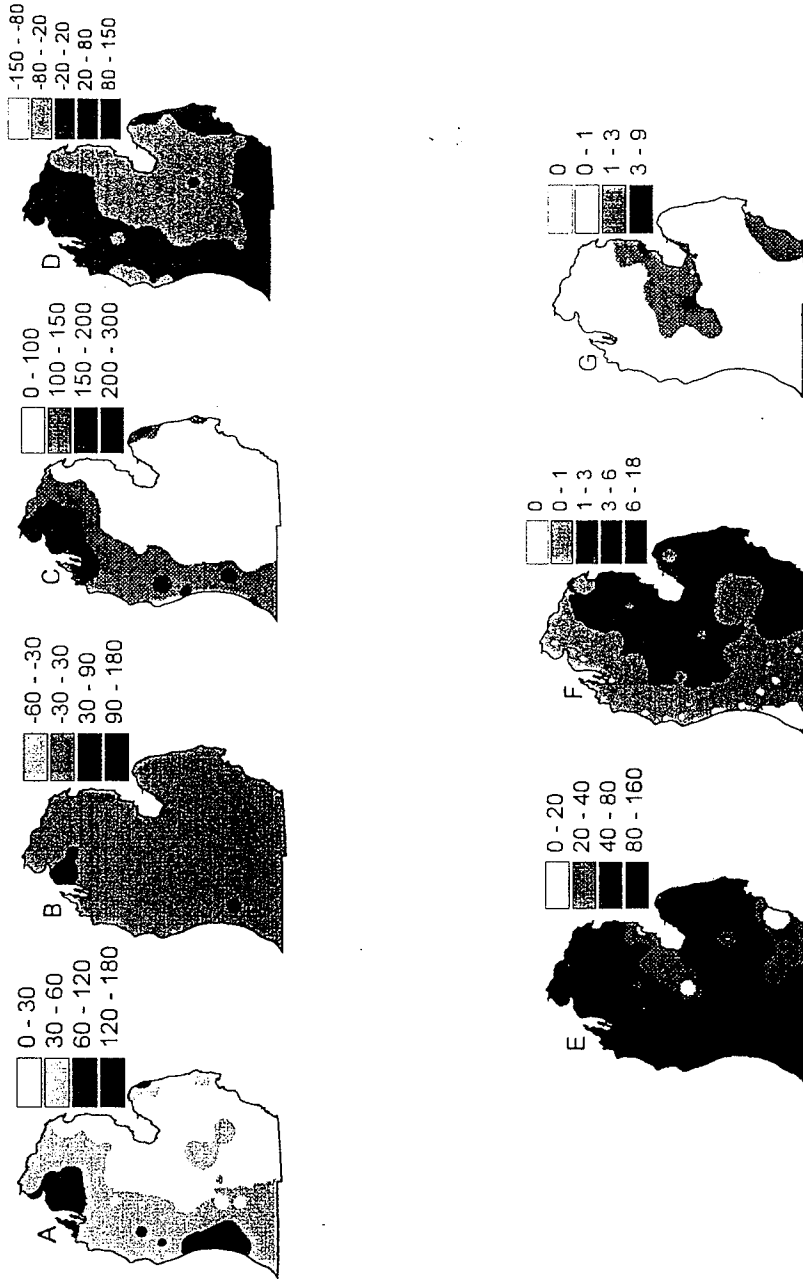 A
0 - 30
30 - 60
60 - 120
120 - 180
B
-60 - -30
-30 - 30
30 - 90
90 - 180
C
0 - 100
100 - 150
150 - 200
200 - 300
D
-150 - -80
-80 - -20
-20 - 20
20 - 80
80 - 150
E
0 - 20
20 - 40
40 - 80
80 - 160
F
0
0 - 1
1 - 3
3 - 6
6 - 18
G
0
0 - 1
1 - 3
3 - 9